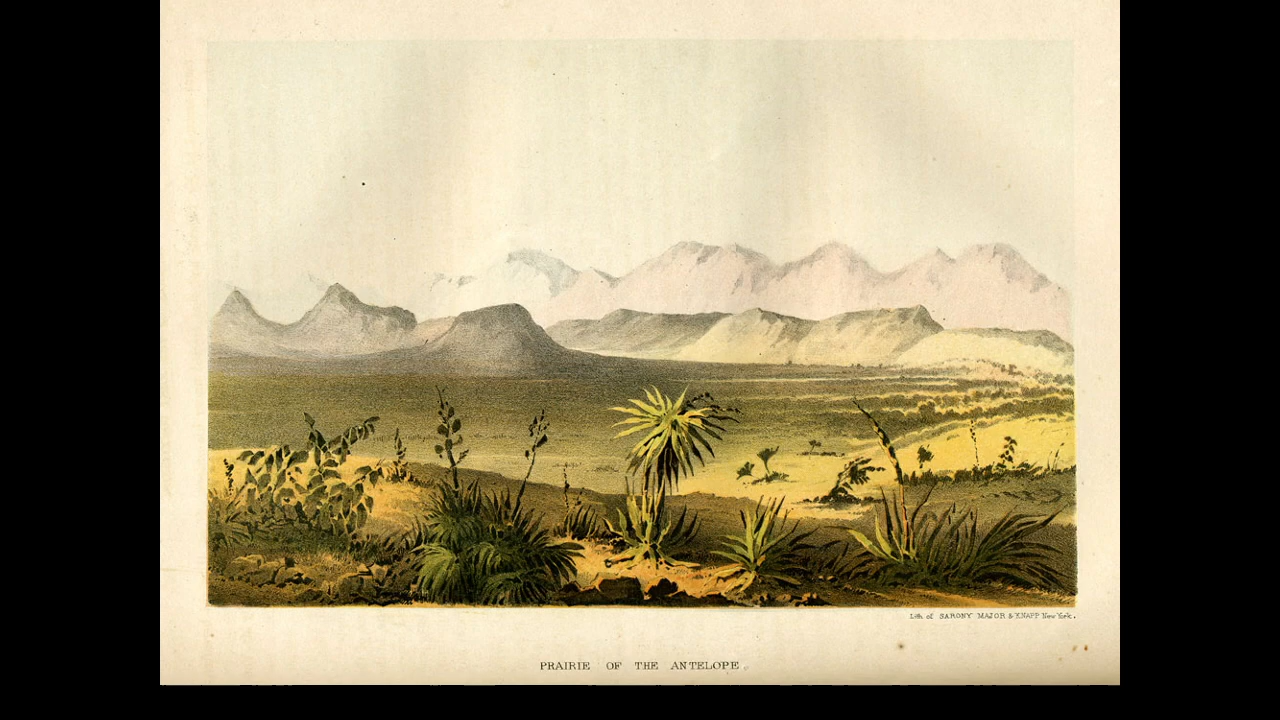 Lith. of SARONY MAJOR & KNAPP New York.
PRAIRIE OF THE ANTELOPE.